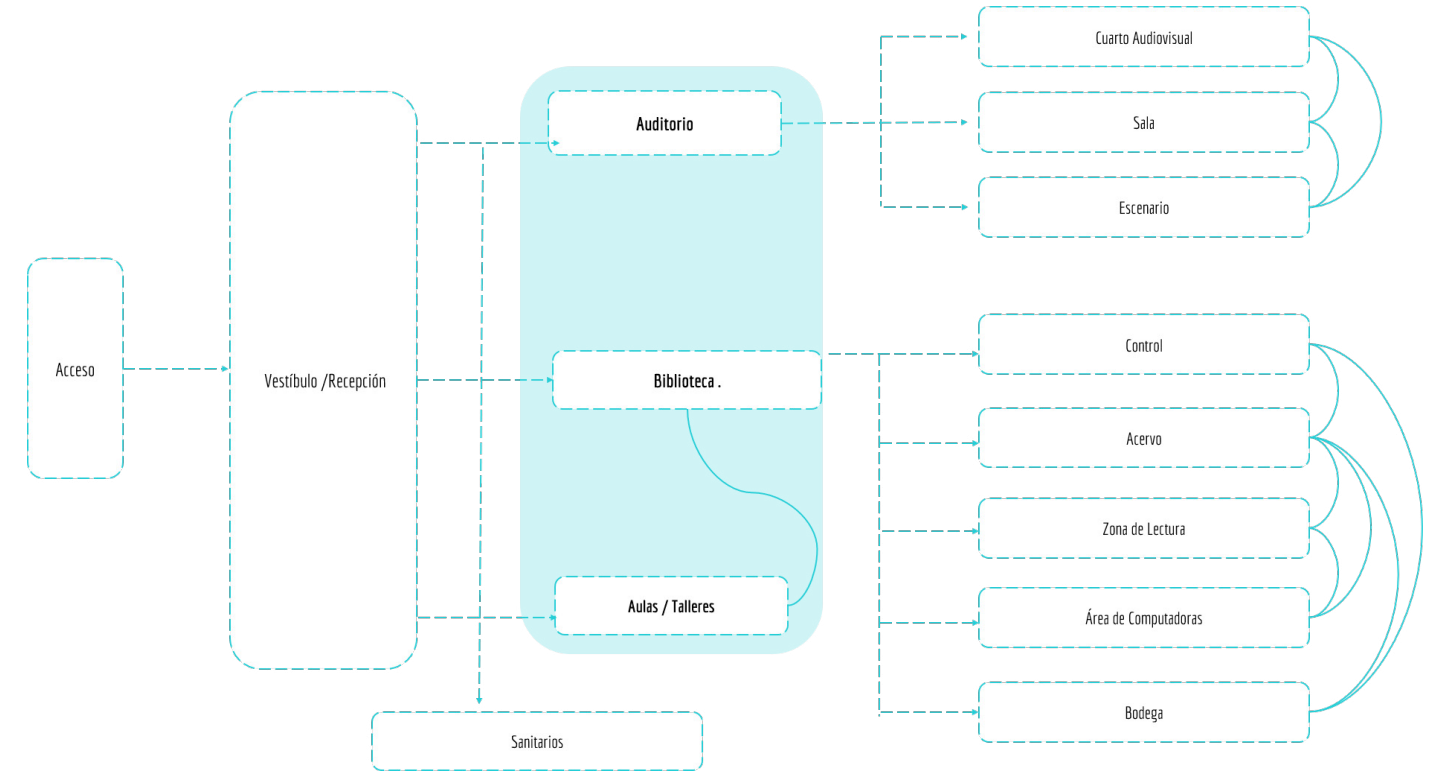 Acceso
Vestíbulo /Recepción
Auditorio
Biblioteca .
Aulas / Talleres
Sanitarios
Cuarto Audiovisual
Sala
Escenario
Control
Acervo
Zona de Lectura
Área de Computadoras
Bodega